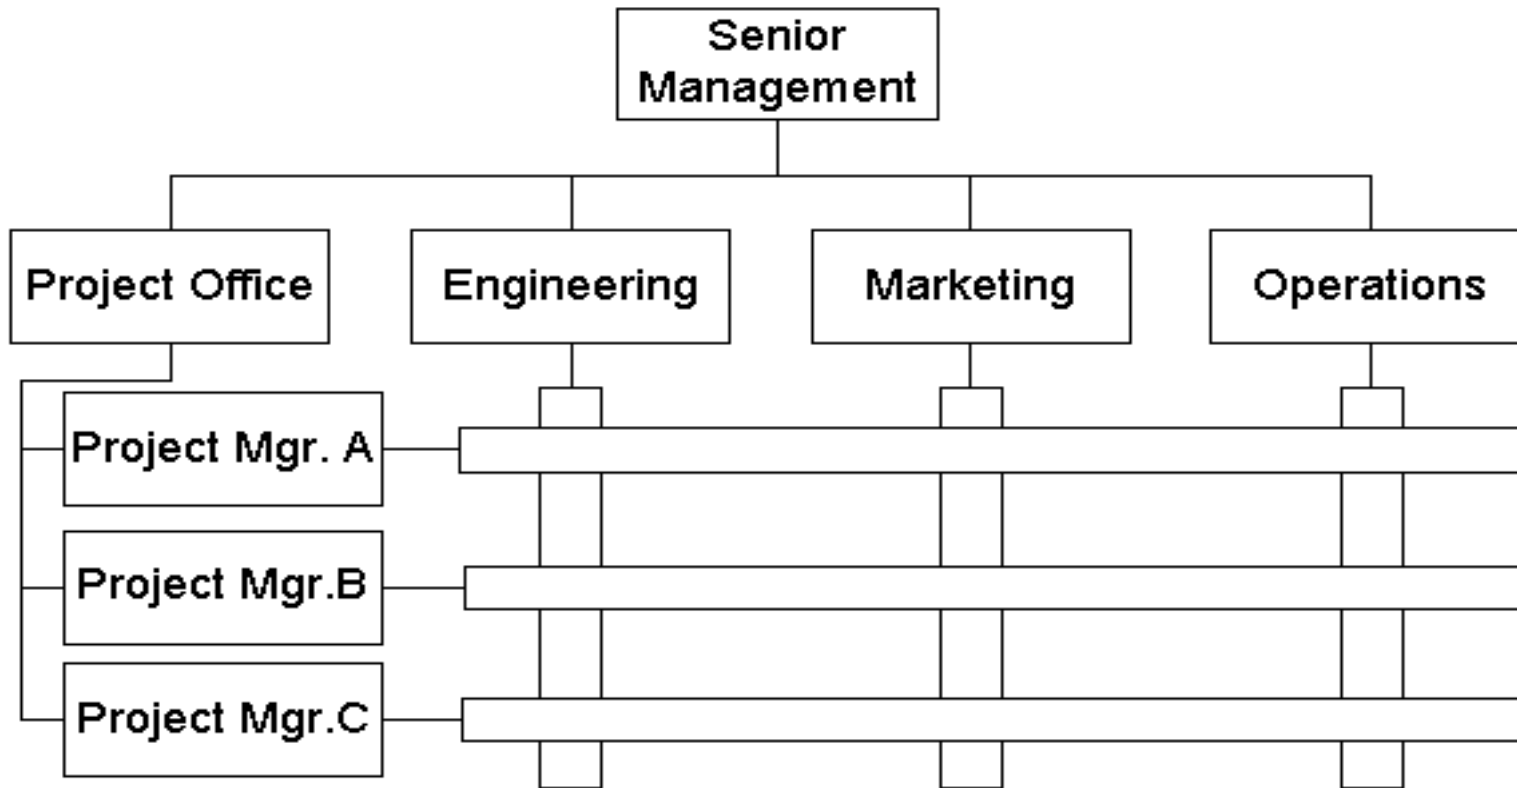 Senior
Management
Project Office
Engineering
Marketing
Operations
Project Mgr. A
Project Mgr.B
Project Mgr.C